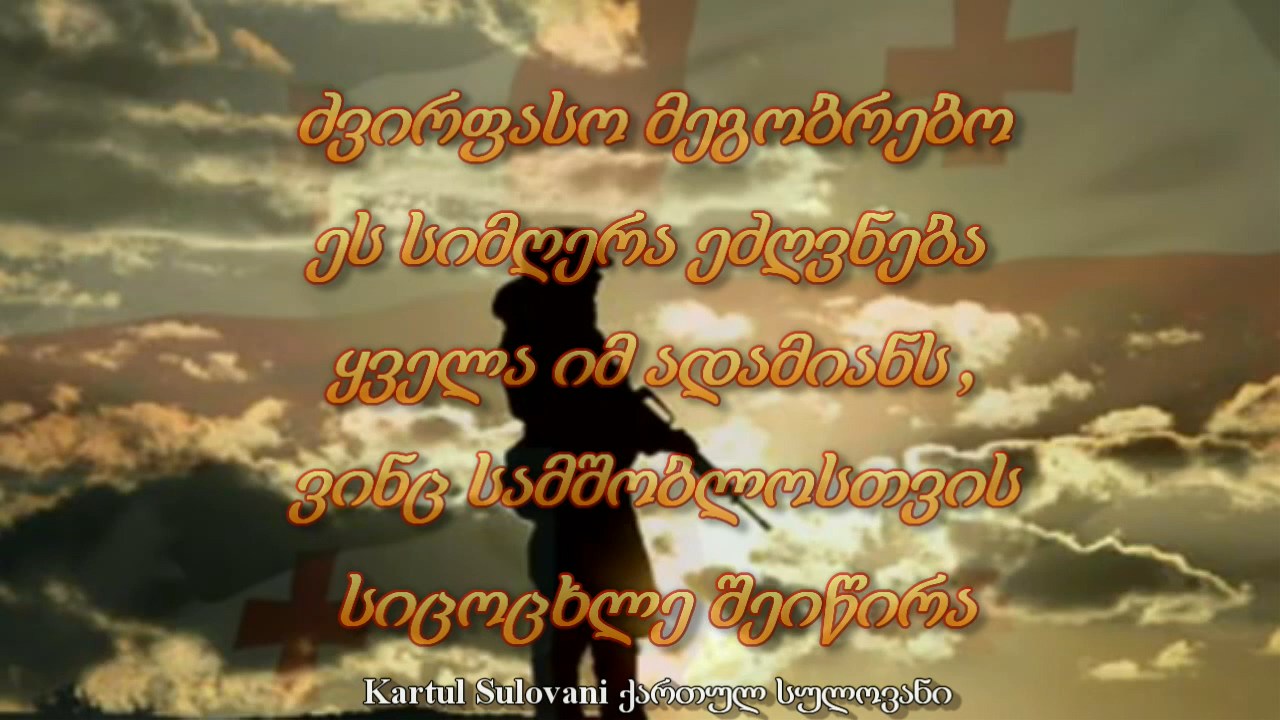 ძვირფასო მეგობრებო
ეს სიმღერა ეძღვნება
ყველა იმ ადამიანს,
ვინც სამშობლოსთვის
სიცოცხლე შეიწირა
Kartul Sulovani ქართულ სულოვანი